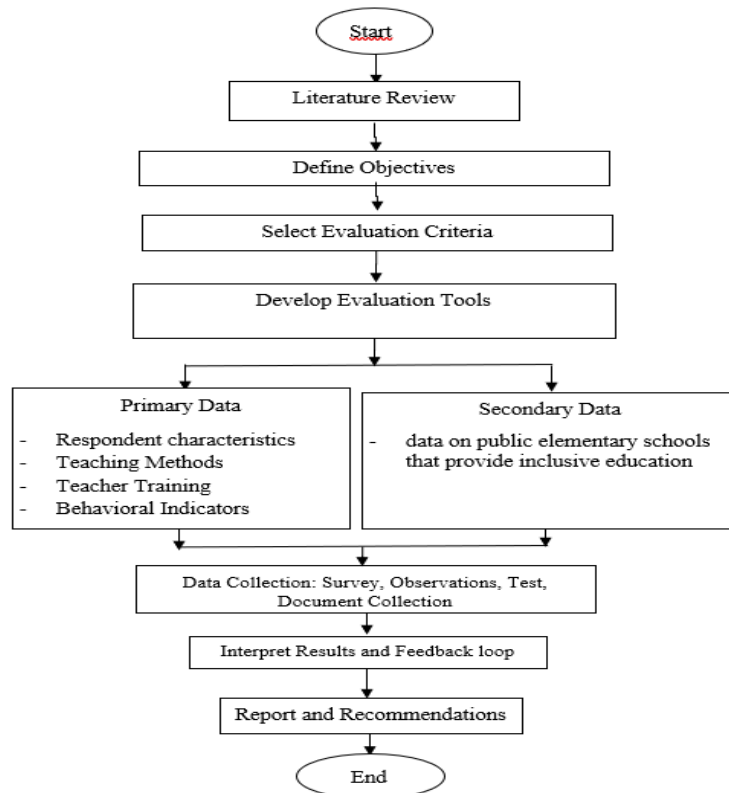 Start
Literature Review
Define Objectives
Select Evaluation Criteria
Develop Evaluation Tools
Primary Data
- Respondent characteristics
- Teaching Methods
- Teacher Training
- Behavioral Indicators
Secondary Data
- data on public elementary schools
that provide inclusive education
Data Collection: Survey, Observations, Test,
Document Collection
Interpret Results and Feedback loop
Report and Recommendations
End